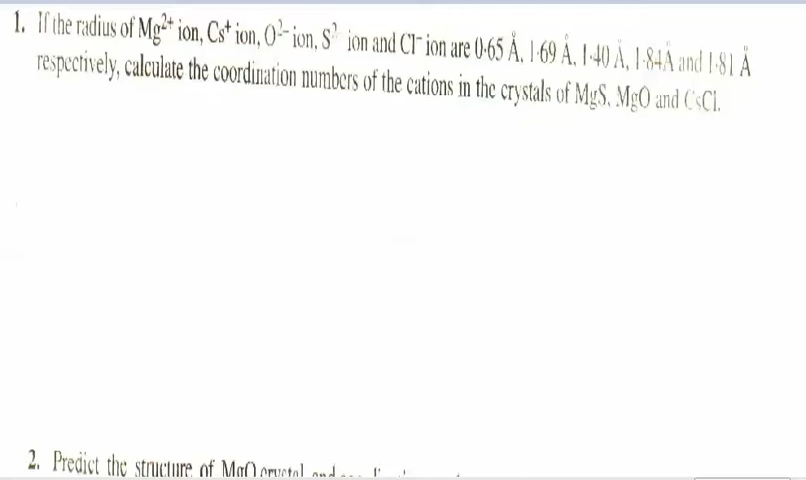 1. If the radius of Mg²⁺ ion, Cs⁺ ion, O²⁻ ion, S² ion and Cl⁻ ion are 0·65 Å, 1·69 Å, 1·40 Å, 1·84Å and 1·81 Å
respectively, calculate the coordination numbers of the cations in the crystals of MgS, MgO and CsCl.
2. Predict the structure of MgO crystal and